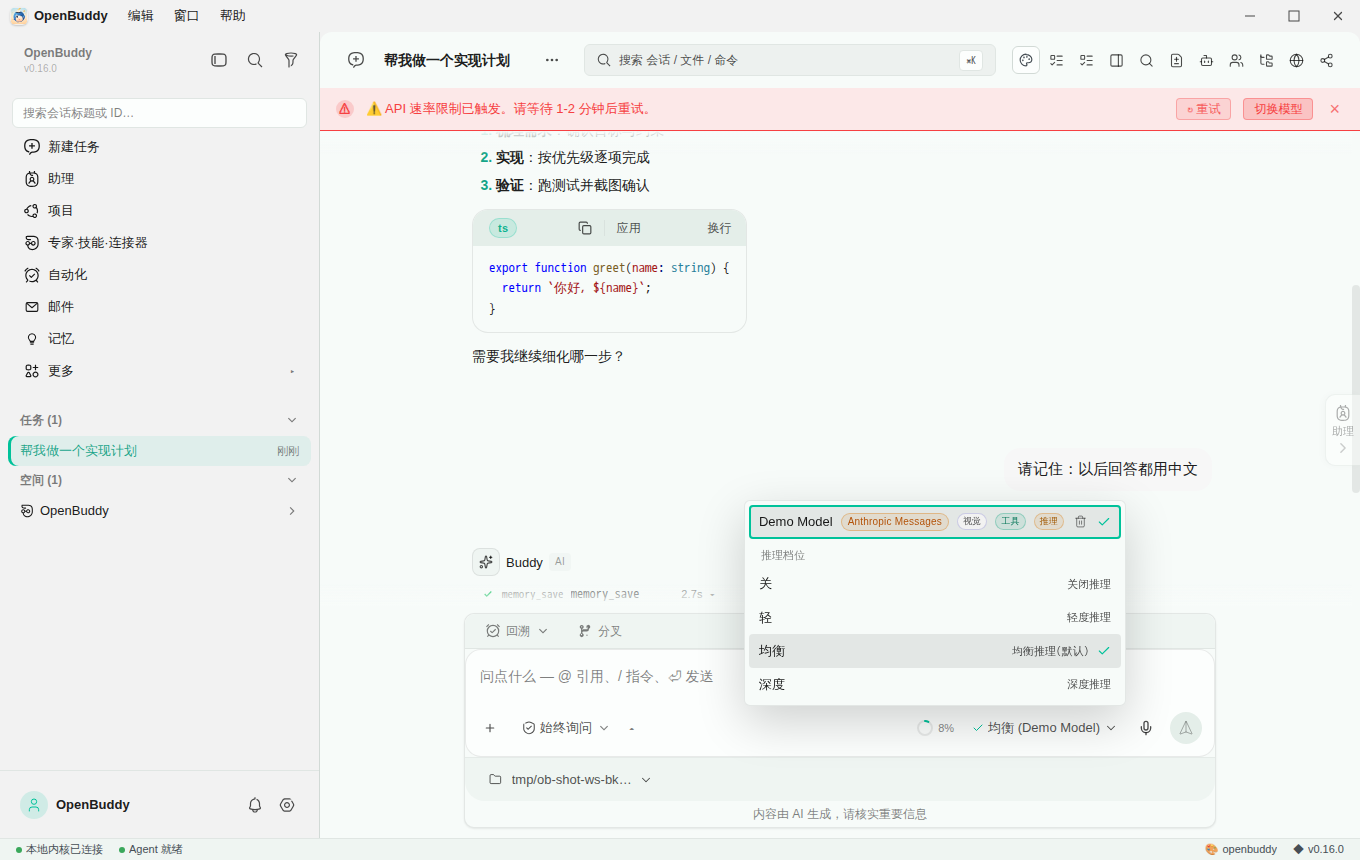 OpenBuddy 编辑 窗口 帮助
OpenBuddy
v0.16.0
搜索会话标题或 ID…
新建任务
助理
项目
专家·技能·连接器
自动化
邮件
记忆
更多
任务 (1)
帮我做一个实现计划 刚刚
空间 (1)
OpenBuddy
OpenBuddy
帮我做一个实现计划
搜索 会话 / 文件 / 命令 ⌘K
⚠️ API 速率限制已触发。请等待 1-2 分钟后重试。
重试 切换模型
2. 实现：按优先级逐项完成
3. 验证：跑测试并截图确认
ts 应用 换行
export function greet(name: string) {
return `你好, ${name}`;
}
需要我继续细化哪一步？
助理
请记住：以后回答都用中文
Demo Model Anthropic Messages 视觉 工具 推理
推理档位
关 关闭推理
轻 轻度推理
均衡 均衡推理(默认)
深度 深度推理
Buddy AI
memory_save memory_save 2.7s
回溯 分叉
问点什么 — @ 引用、/ 指令、⏎ 发送
始终询问
8% 均衡 (Demo Model)
tmp/ob-shot-ws-bk…
内容由 AI 生成，请核实重要信息
本地内核已连接 Agent 就绪
openbuddy v0.16.0